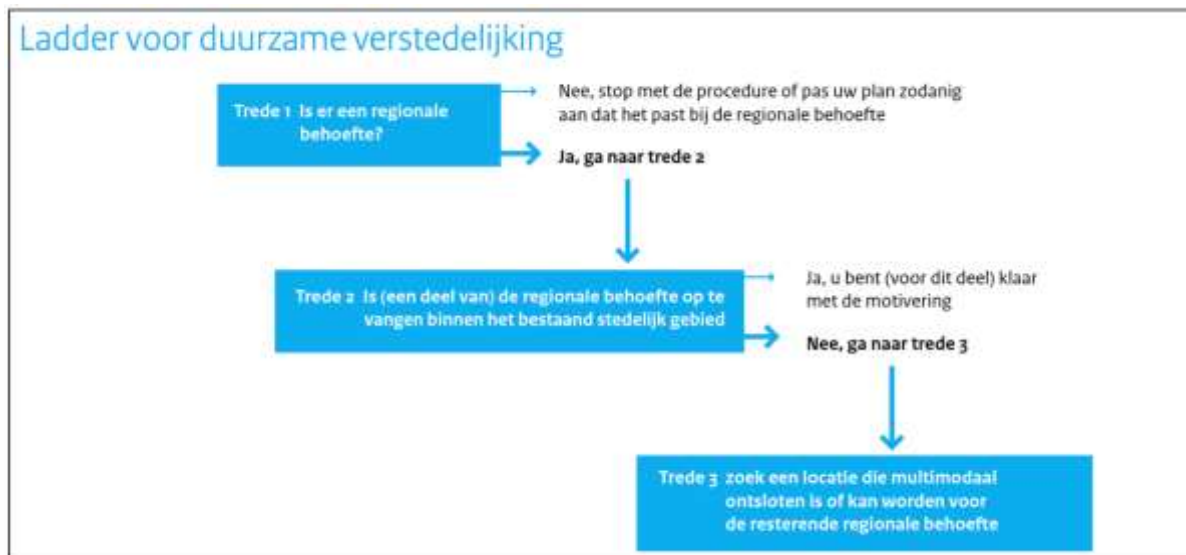 Ladder voor duurzame verstedelijking
Trede 1 Is er een regionale
behoefte?
Nee, stop met de procedure of pas uw plan zodanig
aan dat het past bij de regionale behoefte
Ja, ga naar trede 2
Trede 2 Is (een deel van) de regionale behoefte op te
vangen binnen het bestaand stedelijk gebied
Ja, u bent (voor dit deel) klaar
met de motivering
Nee, ga naar trede 3
Trede 3 zoek een locatie die multimodaal
ontsloten is of kan worden voor
de resterende regionale behoefte